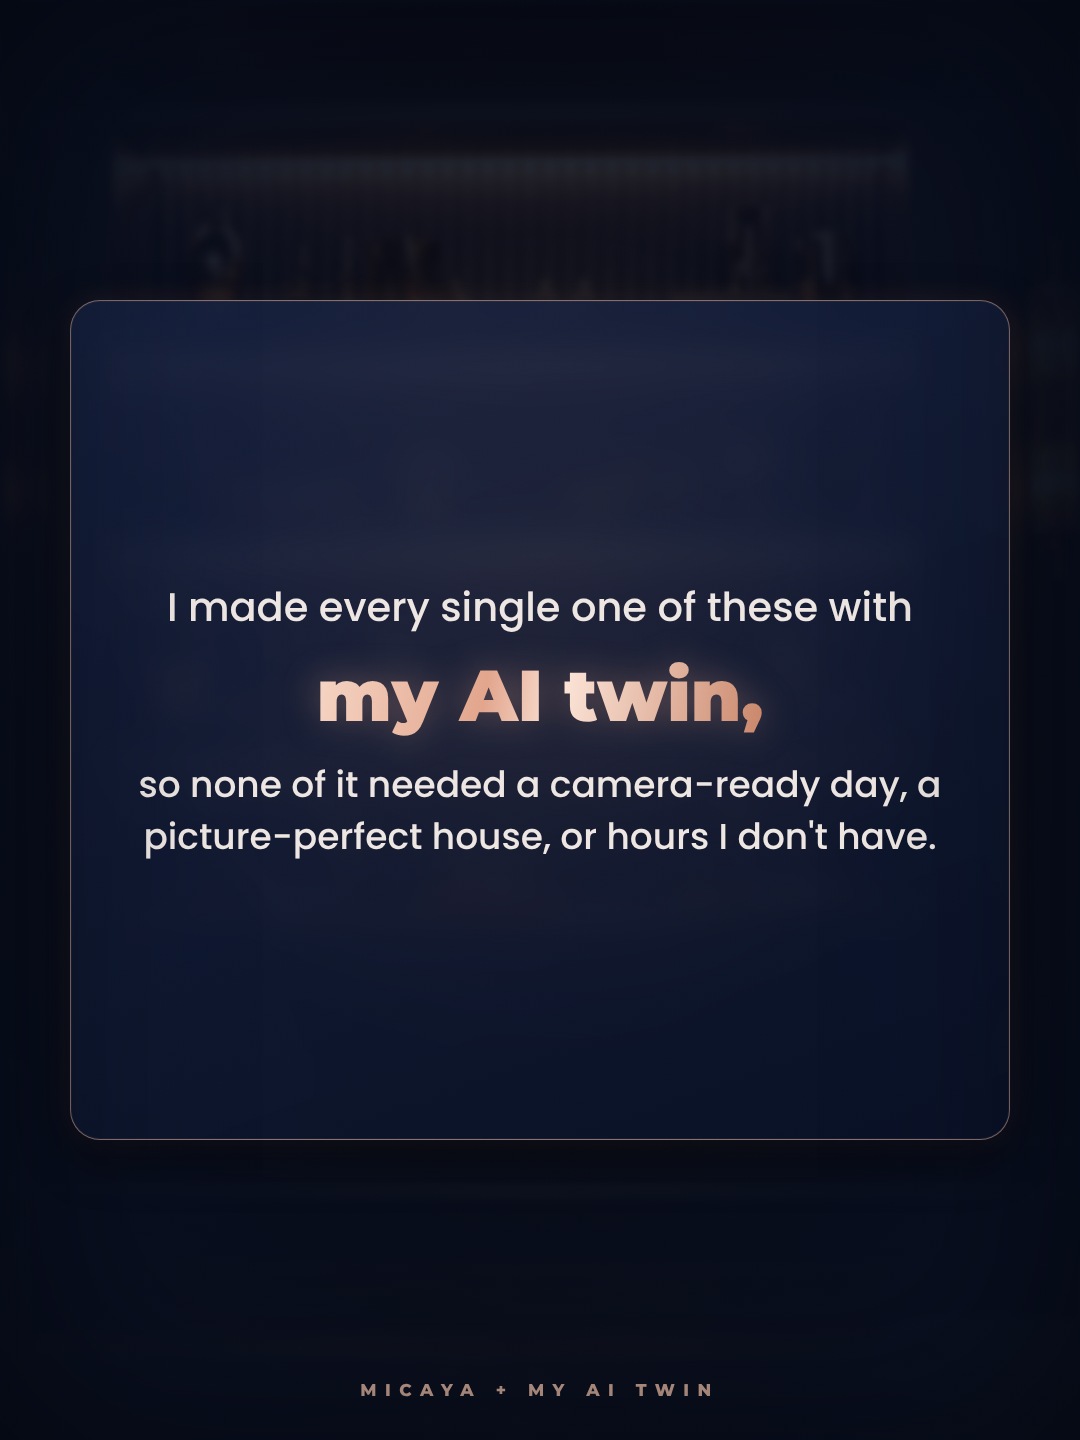 I made every single one of these with
my AI twin,
so none of it needed a camera-ready day, a
picture-perfect house, or hours I don't have.
MICAYA + MY AI TWIN